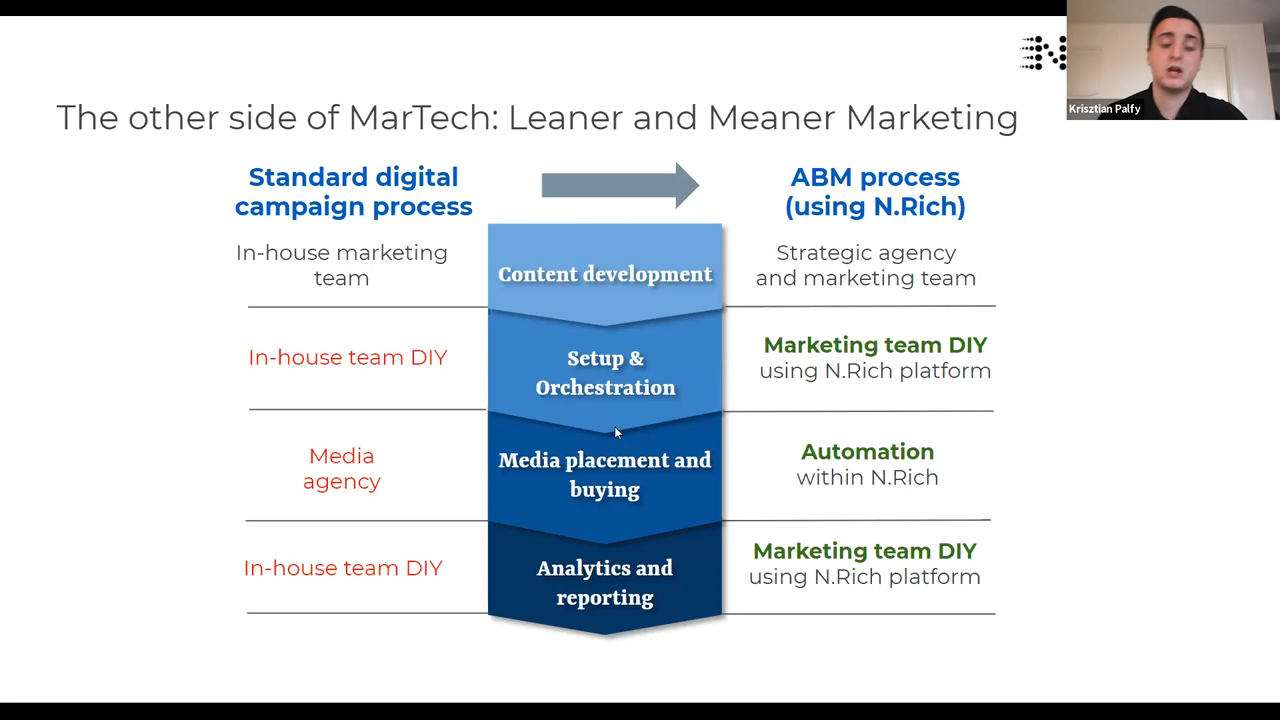 The other side of MarTech: Leaner and Meaner Marketing
Krisztian Palfy
Standard digital
campaign process
ABM process
(using N.Rich)
In-house marketing
team
Content development
Strategic agency
and marketing team
In-house team DIY
Setup &
Orchestration
Marketing team DIY
using N.Rich platform
Media
agency
Media placement and
buying
Automation
within N.Rich
In-house team DIY
Analytics and
reporting
Marketing team DIY
using N.Rich platform